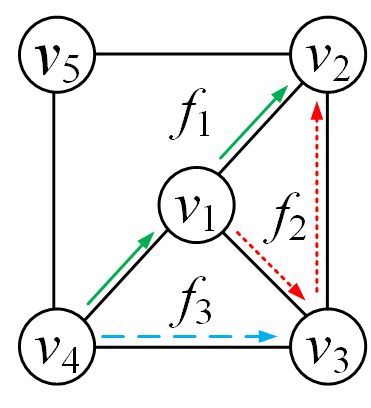 v₅ v₂
f₁
v₁ f₂
f₃
v₄ v₃